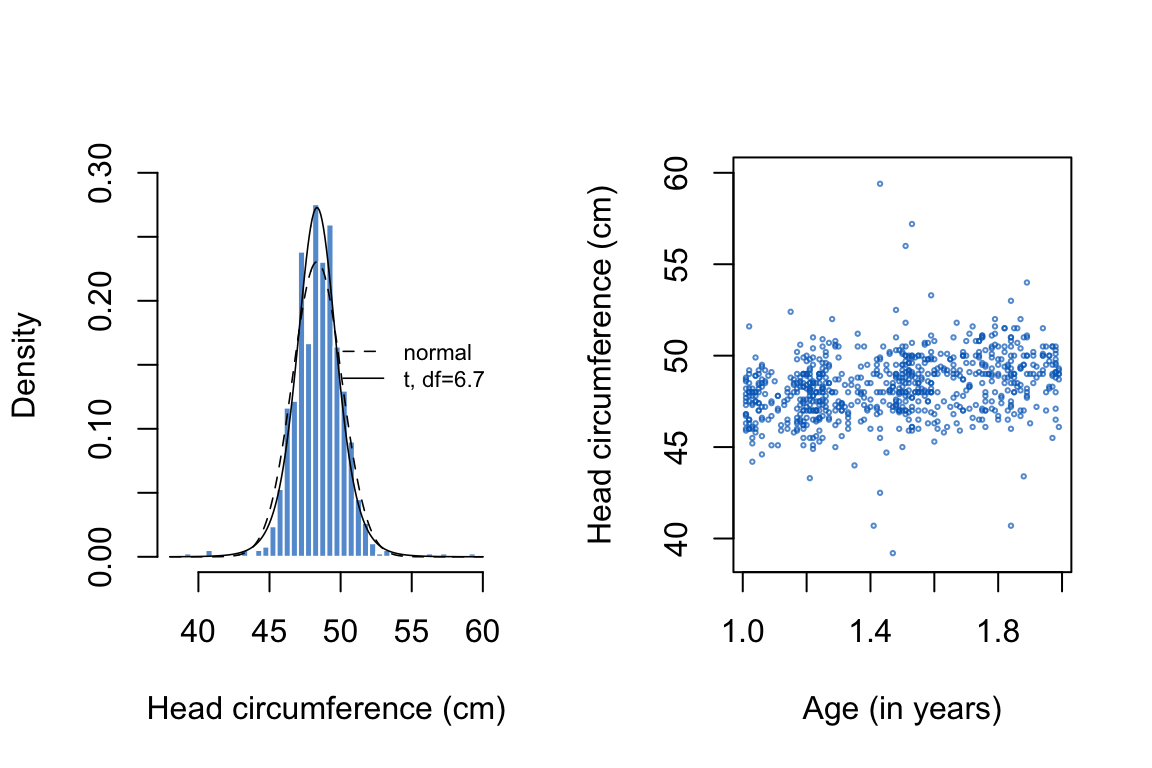 Density
0.00
0.10
0.20
0.30
normal
t, df=6.7
40 45 50 55 60
Head circumference (cm)
Head circumference (cm)
40
45
50
55
60
1.0 1.4 1.8
Age (in years)